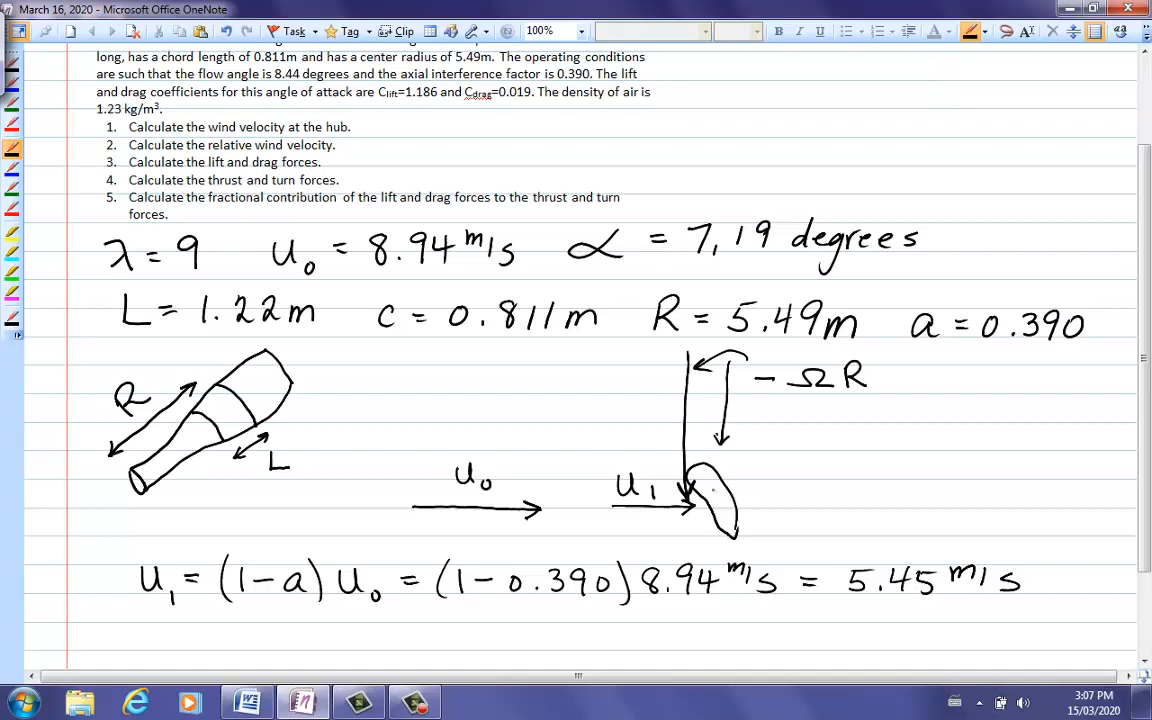 March 16, 2020 - Microsoft Office OneNote
Task Tag Clip 100% B I U A
long, has a chord length of 0.811m and has a center radius of 5.49m. The operating conditions
are such that the flow angle is 8.44 degrees and the axial interference factor is 0.390. The lift
and drag coefficients for this angle of attack are Clift=1.186 and Cdrag=0.019. The density of air is
1.23 kg/m³.
1. Calculate the wind velocity at the hub.
2. Calculate the relative wind velocity.
3. Calculate the lift and drag forces.
4. Calculate the thrust and turn forces.
5. Calculate the fractional contribution of the lift and drag forces to the thrust and turn
forces.
λ = 9 u₀ = 8.94 m/s α = 7,19 degrees
L = 1.22m c = 0.811m R = 5.49m a = 0.390
R
L
u₀
u₁
- ΩR
u₁ = (1-a) u₀ = (1-0.390) 8.94 m/s = 5.45 m/s
3:07 PM
15/03/2020